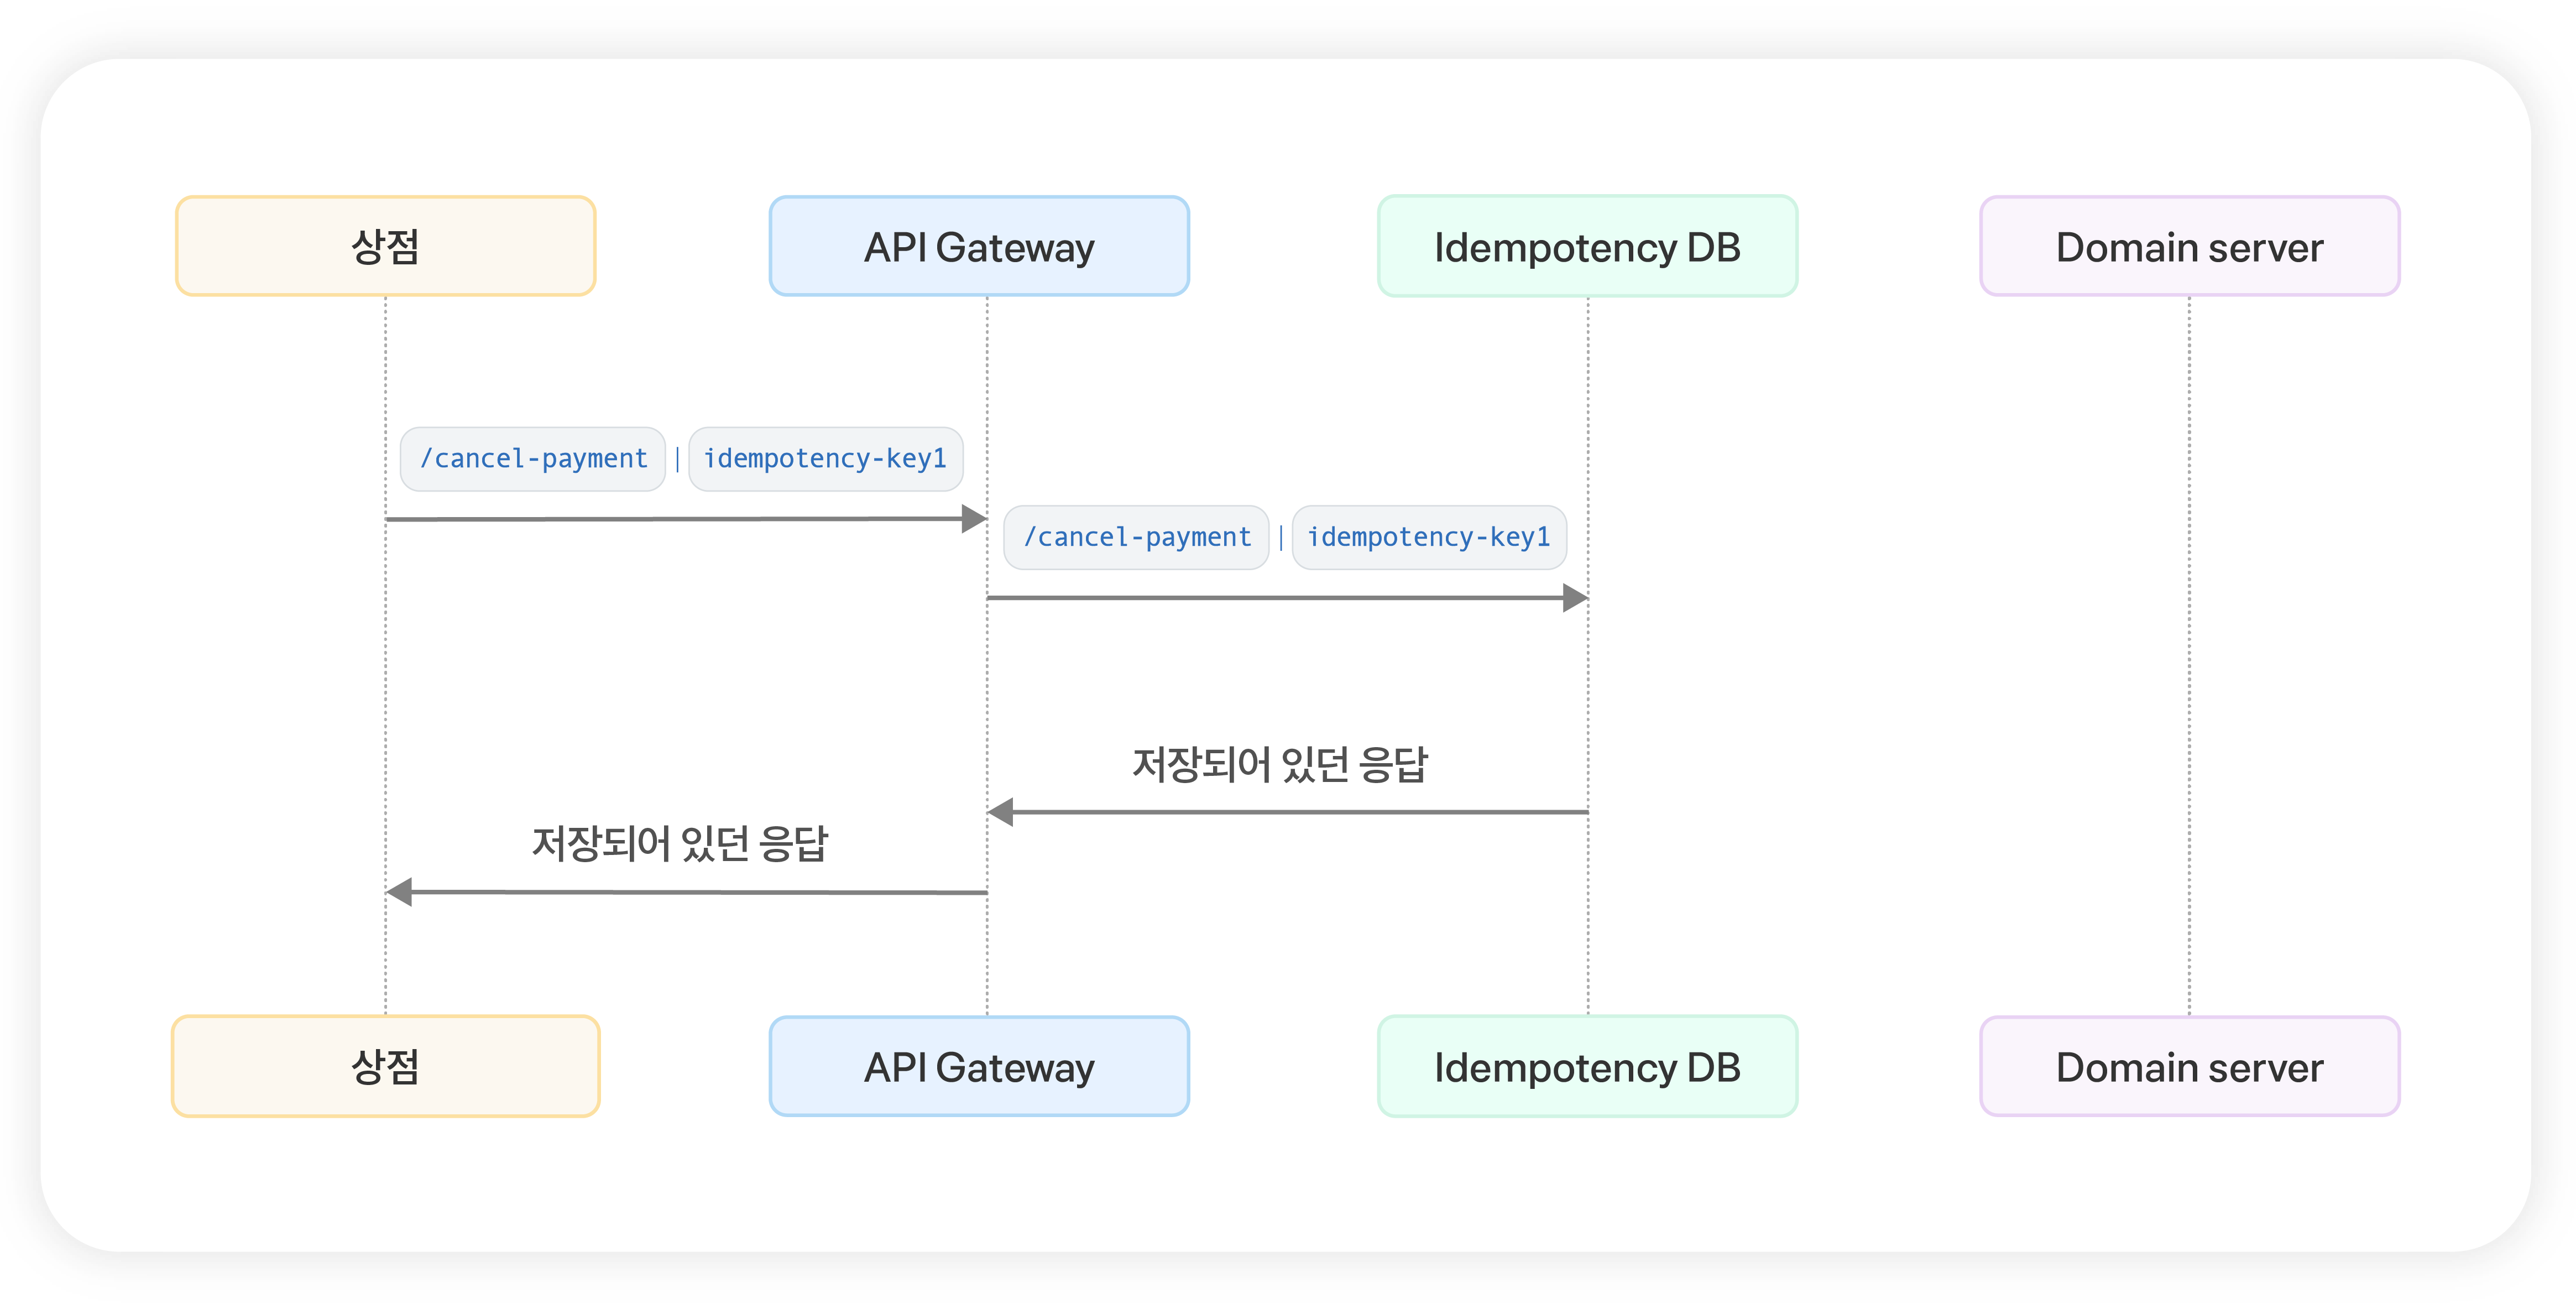 상점
API Gateway
Idempotency DB
Domain server
/cancel-payment | idempotency-key1
/cancel-payment | idempotency-key1
저장되어 있던 응답
저장되어 있던 응답
상점
API Gateway
Idempotency DB
Domain server